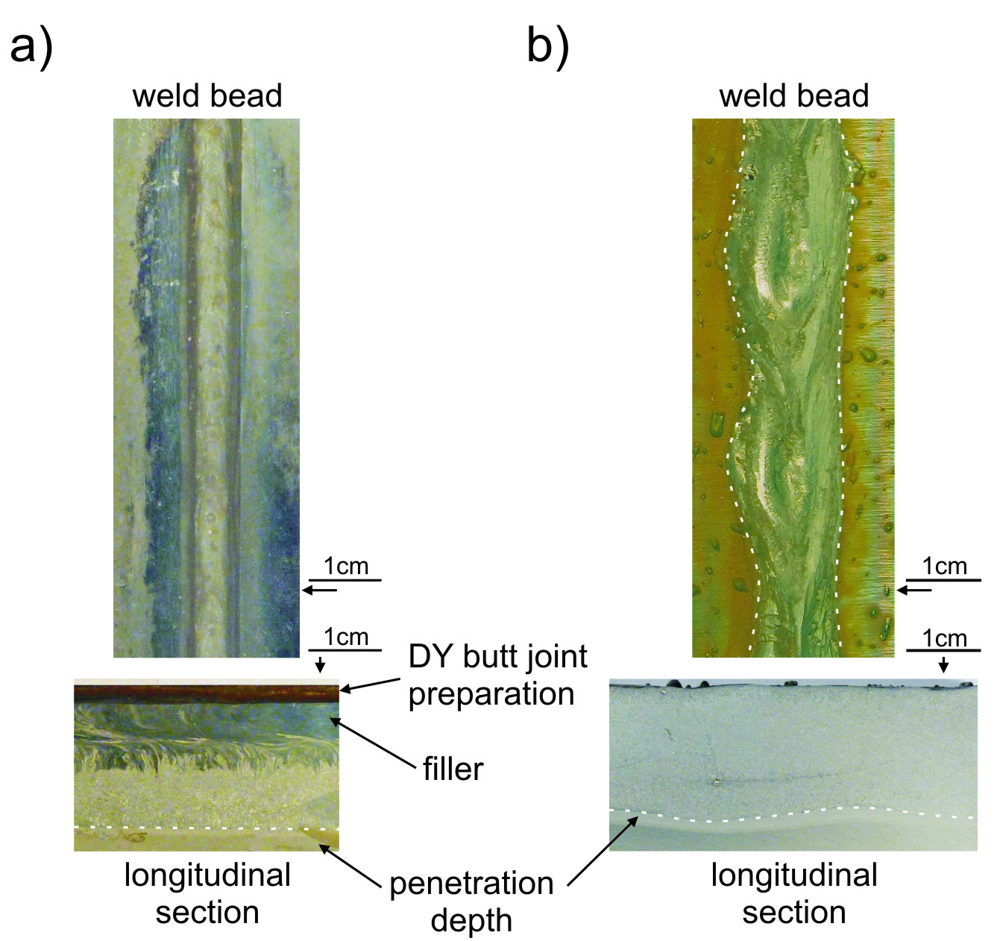 a)
b)
weld bead
weld bead
1cm
1cm
1cm
1cm
DY butt joint
preparation
filler
longitudinal
section
penetration
depth
longitudinal
section